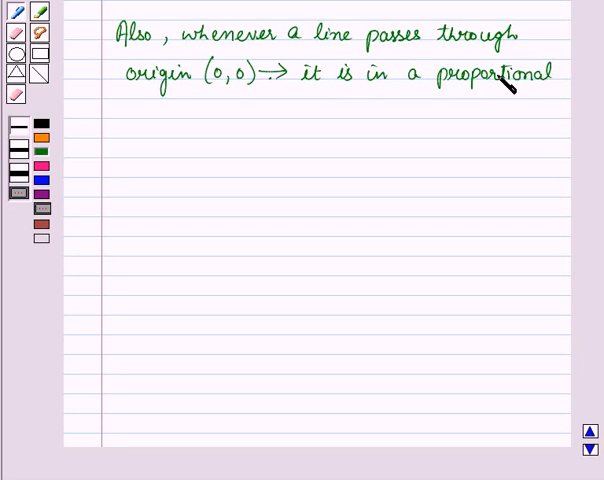 Also, whenever a line passes through
origin (0,0) → it is in a proportional